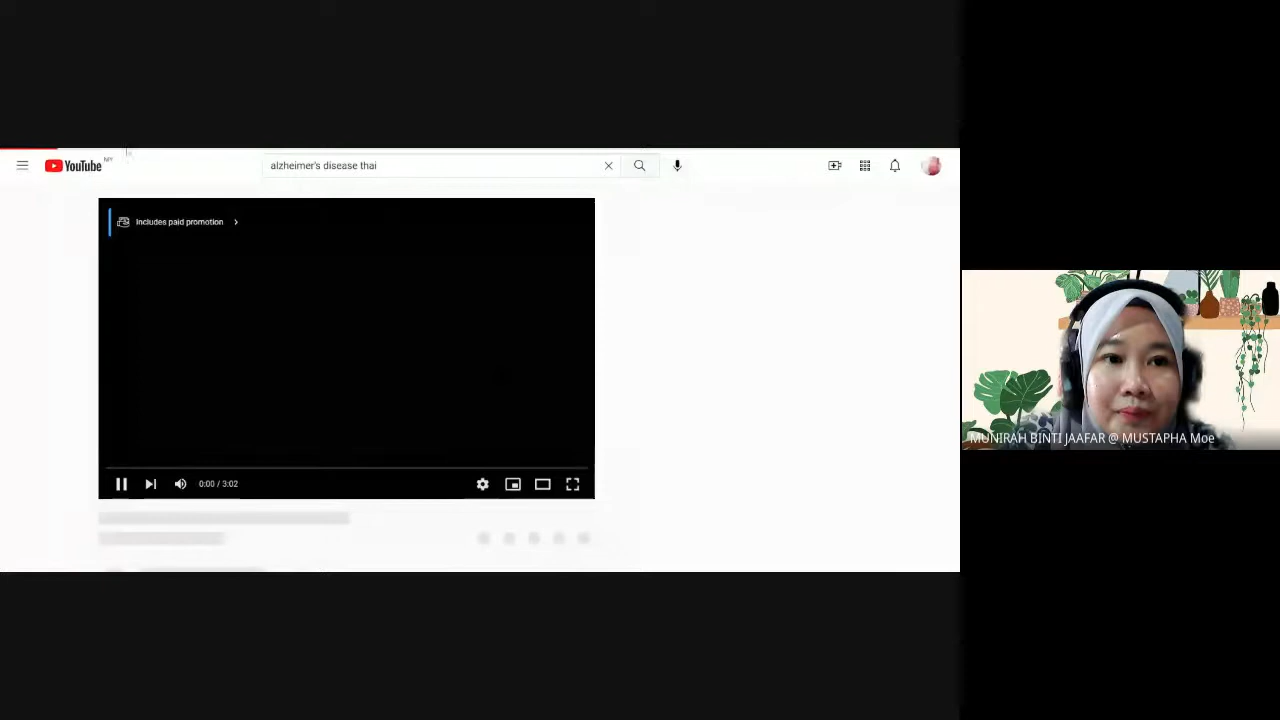 YouTube MY
alzheimer's disease thai
Includes paid promotion
0:00 / 3:02
MUNIRAH BINTI JAAFAR @ MUSTAPHA Moe